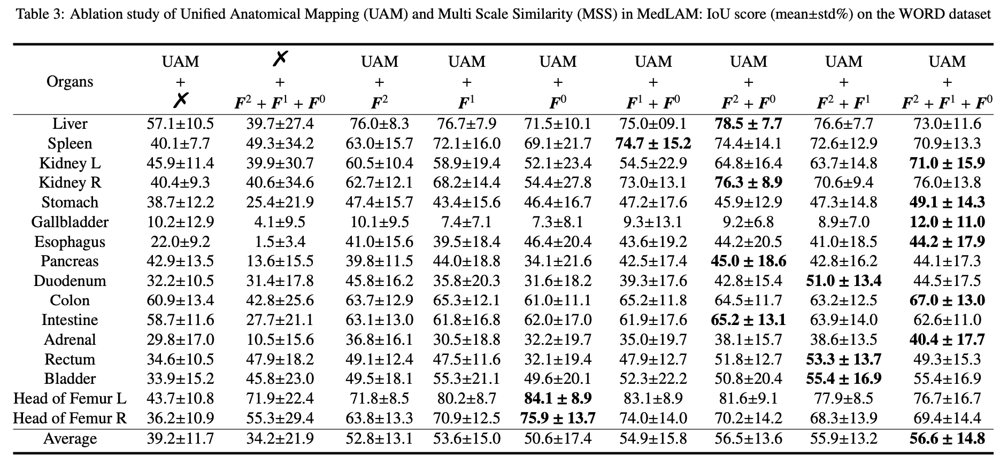 Table 3: Ablation study of Unified Anatomical Mapping (UAM) and Multi Scale Similarity (MSS) in MedLAM: IoU score (mean±std%) on the WORD dataset
UAM ✗ UAM UAM UAM UAM UAM UAM UAM
Organs + + + + + + + + +
✗ F² + F¹ + F⁰ F² F¹ F⁰ F¹ + F⁰ F² + F⁰ F² + F¹ F² + F¹ + F⁰
Liver 57.1±10.5 39.7±27.4 76.0±8.3 76.7±7.9 71.5±10.1 75.0±09.1 78.5 ± 7.7 76.6±7.7 73.0±11.6
Spleen 40.1±7.7 49.3±34.2 63.0±15.7 72.1±16.0 69.1±21.7 74.7 ± 15.2 74.4±14.1 72.6±12.9 70.9±13.3
Kidney L 45.9±11.4 39.9±30.7 60.5±10.4 58.9±19.4 52.1±23.4 54.5±22.9 64.8±16.4 63.7±14.8 71.0 ± 15.9
Kidney R 40.4±9.3 40.6±34.6 62.7±12.1 68.2±14.4 54.4±27.8 73.0±13.1 76.3 ± 8.9 70.6±9.4 76.0±13.8
Stomach 38.7±12.2 25.4±21.9 47.4±15.7 43.4±15.6 46.4±16.7 47.2±17.6 45.9±12.9 47.3±14.8 49.1 ± 14.3
Gallbladder 10.2±12.9 4.1±9.5 10.1±9.5 7.4±7.1 7.3±8.1 9.3±13.1 9.2±6.8 8.9±7.0 12.0 ± 11.0
Esophagus 22.0±9.2 1.5±3.4 41.0±15.6 39.5±18.4 46.4±20.4 43.6±19.2 44.2±20.5 41.0±18.5 44.2 ± 17.9
Pancreas 42.9±13.5 13.6±15.5 39.8±11.5 44.0±18.8 34.1±21.6 42.5±17.4 45.0 ± 18.6 42.8±16.2 44.1±17.3
Duodenum 32.2±10.5 31.4±17.8 45.8±16.2 35.8±20.3 31.6±18.2 39.3±17.6 42.8±15.4 51.0 ± 13.4 44.5±17.5
Colon 60.9±13.4 42.8±25.6 63.7±12.9 65.3±12.1 61.0±11.1 65.2±11.8 64.5±11.7 63.2±12.5 67.0 ± 13.0
Intestine 58.7±11.6 27.7±21.1 63.1±13.0 61.8±16.8 62.0±17.0 61.9±17.6 65.2 ± 13.1 63.9±14.0 62.6±11.0
Adrenal 29.8±17.0 10.5±15.6 36.8±16.1 30.5±18.8 32.2±19.7 35.0±19.7 38.1±15.7 38.6±13.5 40.4 ± 17.7
Rectum 34.6±10.5 47.9±18.2 49.1±12.4 47.5±11.6 32.1±19.4 47.9±12.7 51.8±12.7 53.3 ± 13.7 49.3±15.3
Bladder 33.9±15.2 45.8±23.0 49.5±18.1 55.3±21.1 49.6±20.1 52.3±22.2 50.8±20.4 55.4 ± 16.9 55.4±16.9
Head of Femur L 43.7±10.8 71.9±22.4 71.8±8.5 80.2±8.7 84.1 ± 8.9 83.1±8.9 81.6±9.1 77.9±8.5 76.7±16.7
Head of Femur R 36.2±10.9 55.3±29.4 63.8±13.3 70.9±12.5 75.9 ± 13.7 74.0±14.0 70.2±14.2 68.3±13.9 69.4±14.4
Average 39.2±11.7 34.2±21.9 52.8±13.1 53.6±15.0 50.6±17.4 54.9±15.8 56.5±13.6 55.9±13.2 56.6 ± 14.8